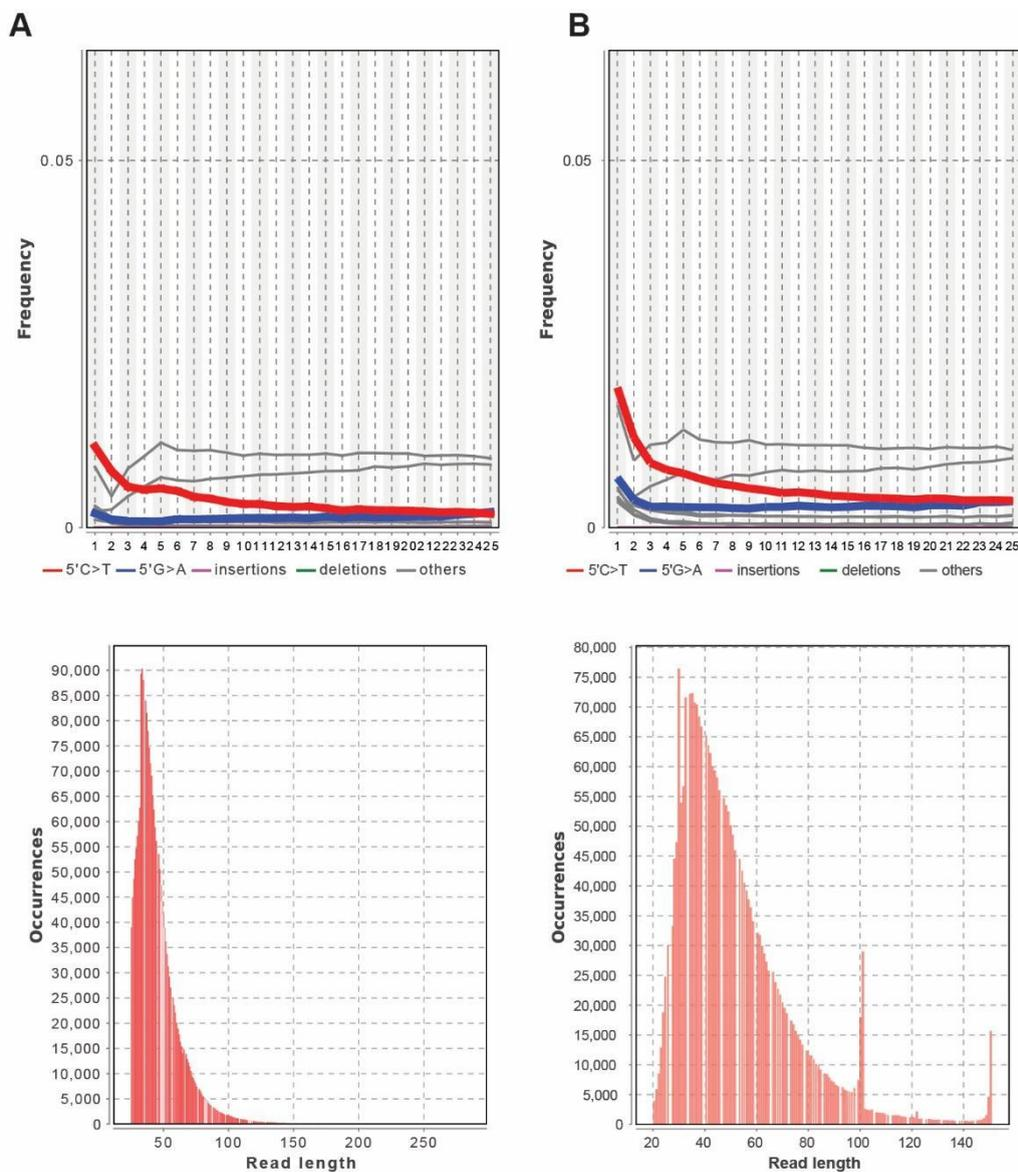 A
B
0.05
0
Frequency
1 2 3 4 5 6 7 8 9 10 11 12 13 14 15 16 17 18 19 20 21 22 23 24 25
5'C>T 5'G>A insertions deletions others
0.05
0
Frequency
1 2 3 4 5 6 7 8 9 10 11 12 13 14 15 16 17 18 19 20 21 22 23 24 25
5'C>T 5'G>A insertions deletions others
90,000
85,000
80,000
75,000
70,000
65,000
60,000
55,000
50,000
45,000
40,000
35,000
30,000
25,000
20,000
15,000
10,000
5,000
0
Occurrences
50 100 150 200 250
Read length
80,000
75,000
70,000
65,000
60,000
55,000
50,000
45,000
40,000
35,000
30,000
25,000
20,000
15,000
10,000
5,000
0
Occurrences
20 40 60 80 100 120 140
Read length